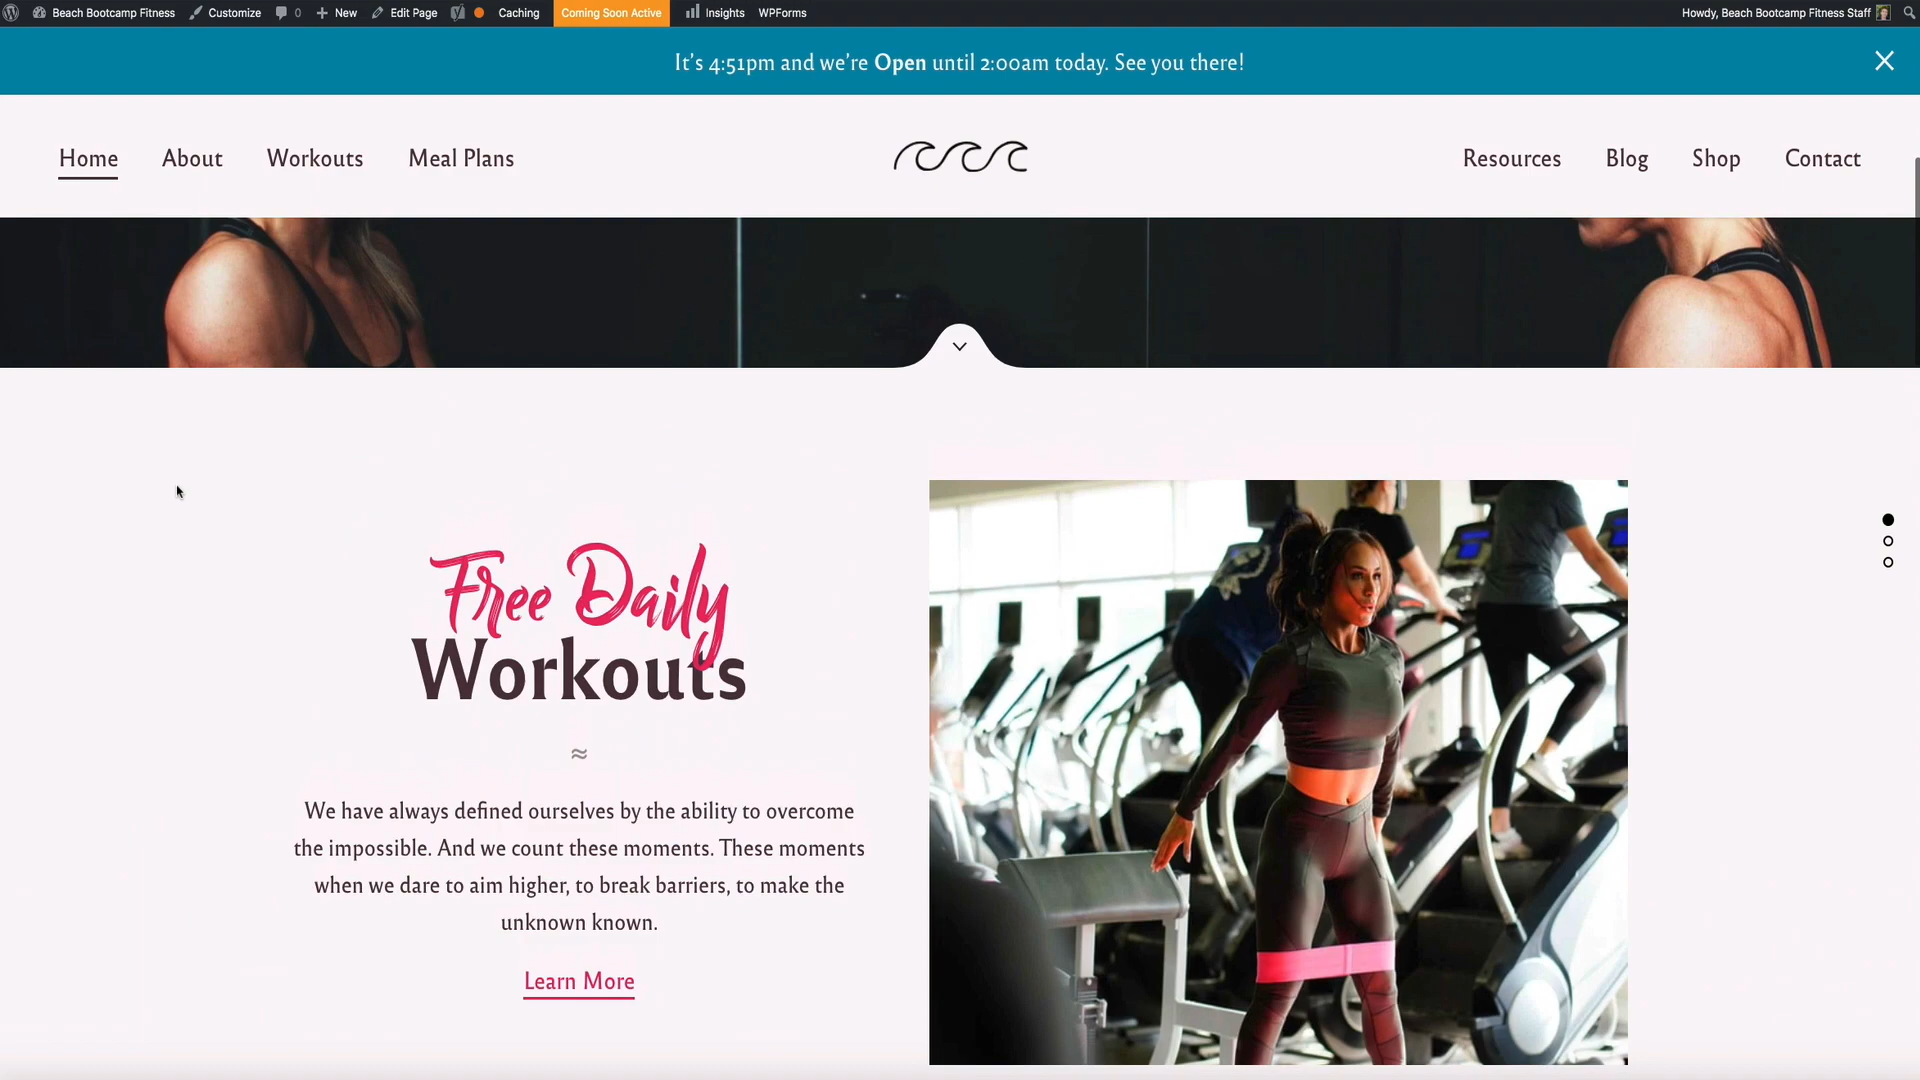 Beach Bootcamp Fitness Customize 0 New Edit Page Caching Coming Soon Active Insights WPForms Howdy, Beach Bootcamp Fitness Staff
It's 4:51pm and we're Open until 2:00am today. See you there!
Home About Workouts Meal Plans Resources Blog Shop Contact
Free Daily
Workouts
≈
We have always defined ourselves by the ability to overcome
the impossible. And we count these moments. These moments
when we dare to aim higher, to break barriers, to make the
unknown known.
Learn More